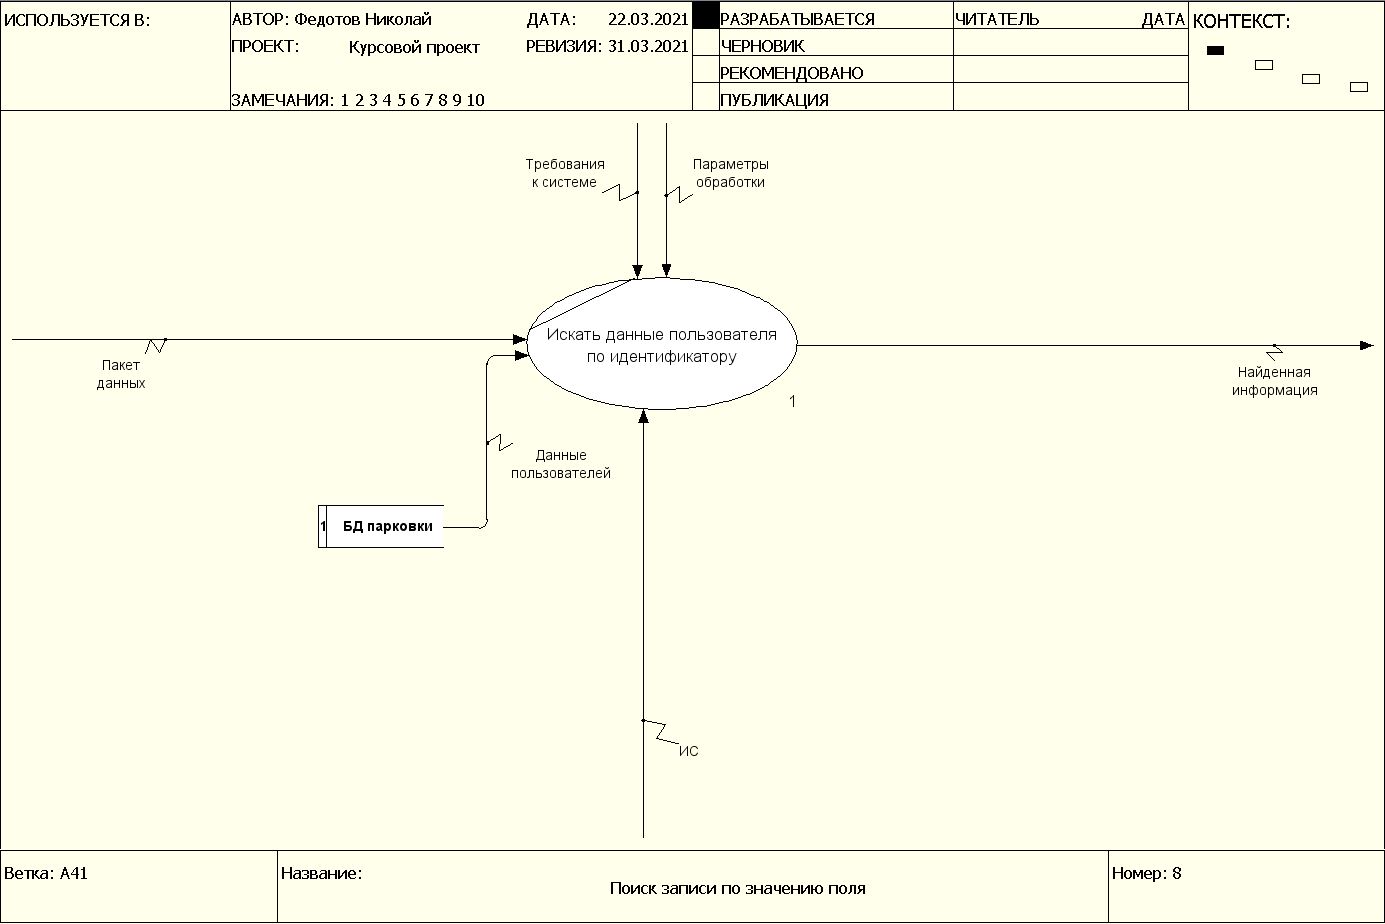 ИСПОЛЬЗУЕТСЯ В:
АВТОР: Федотов Николай
ДАТА: 22.03.2021
ПРОЕКТ: Курсовой проект
РЕВИЗИЯ: 31.03.2021
ЗАМЕЧАНИЯ: 1 2 3 4 5 6 7 8 9 10
РАЗРАБАТЫВАЕТСЯ
ЧЕРНОВИК
РЕКОМЕНДОВАНО
ПУБЛИКАЦИЯ
ЧИТАТЕЛЬ
ДАТА
КОНТЕКСТ:
Требования
к системе
Параметры
обработки
Искать данные пользователя
по идентификатору
1
Пакет
данных
Найденная
информация
Данные
пользователей
1 БД парковки
ИС
Ветка: A41
Название:
Поиск записи по значению поля
Номер: 8